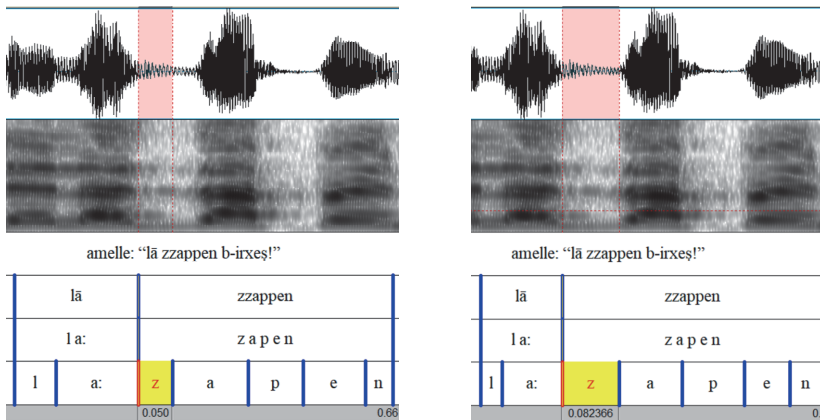 amelle: “lā zzappen b-irxeṣ!”
lā zzappen
l a: z a p e n
l a: z a p e n
0.050 0.66
amelle: “lā zzappen b-irxeṣ!”
lā zzappen
l a: z a p e n
l a: z a p e n
0.082366